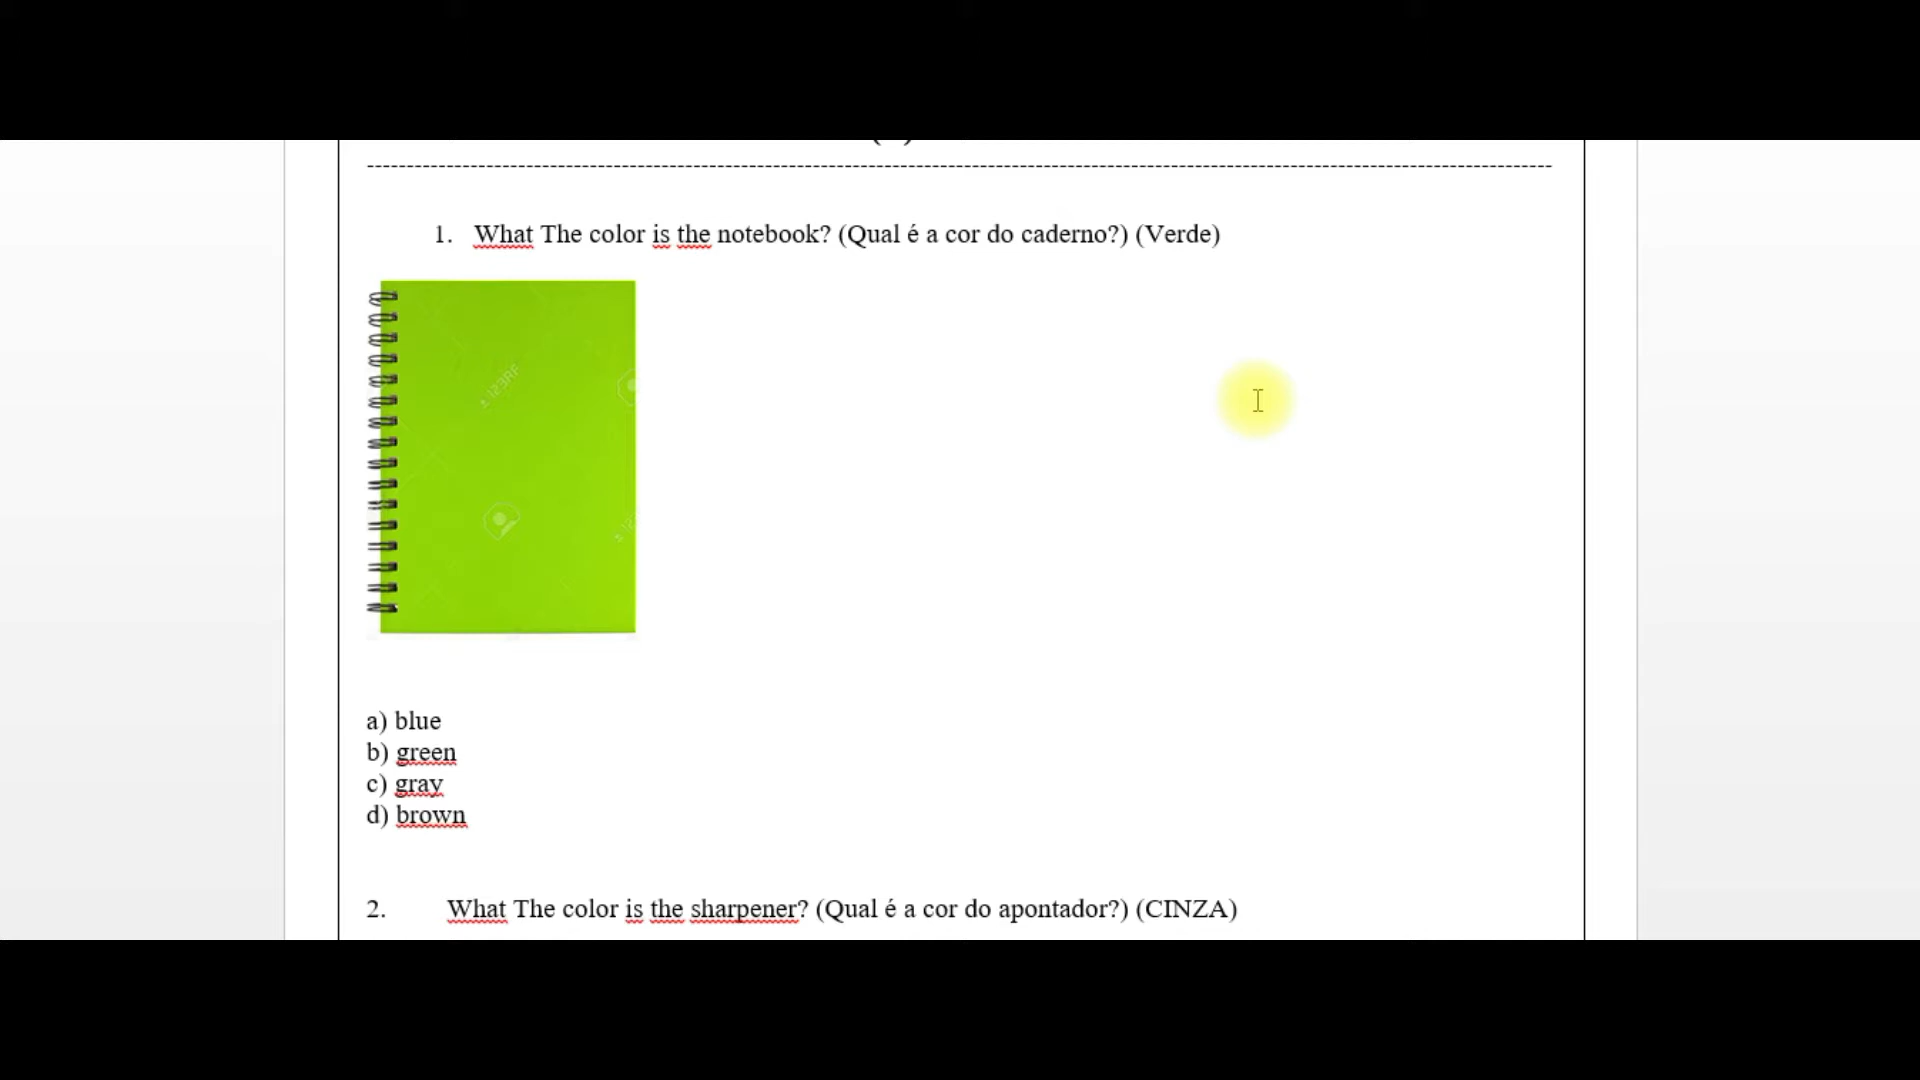 1. What The color is the notebook? (Qual é a cor do caderno?) (Verde)
123RF
a) blue
b) green
c) gray
d) brown
2. What The color is the sharpener? (Qual é a cor do apontador?) (CINZA)